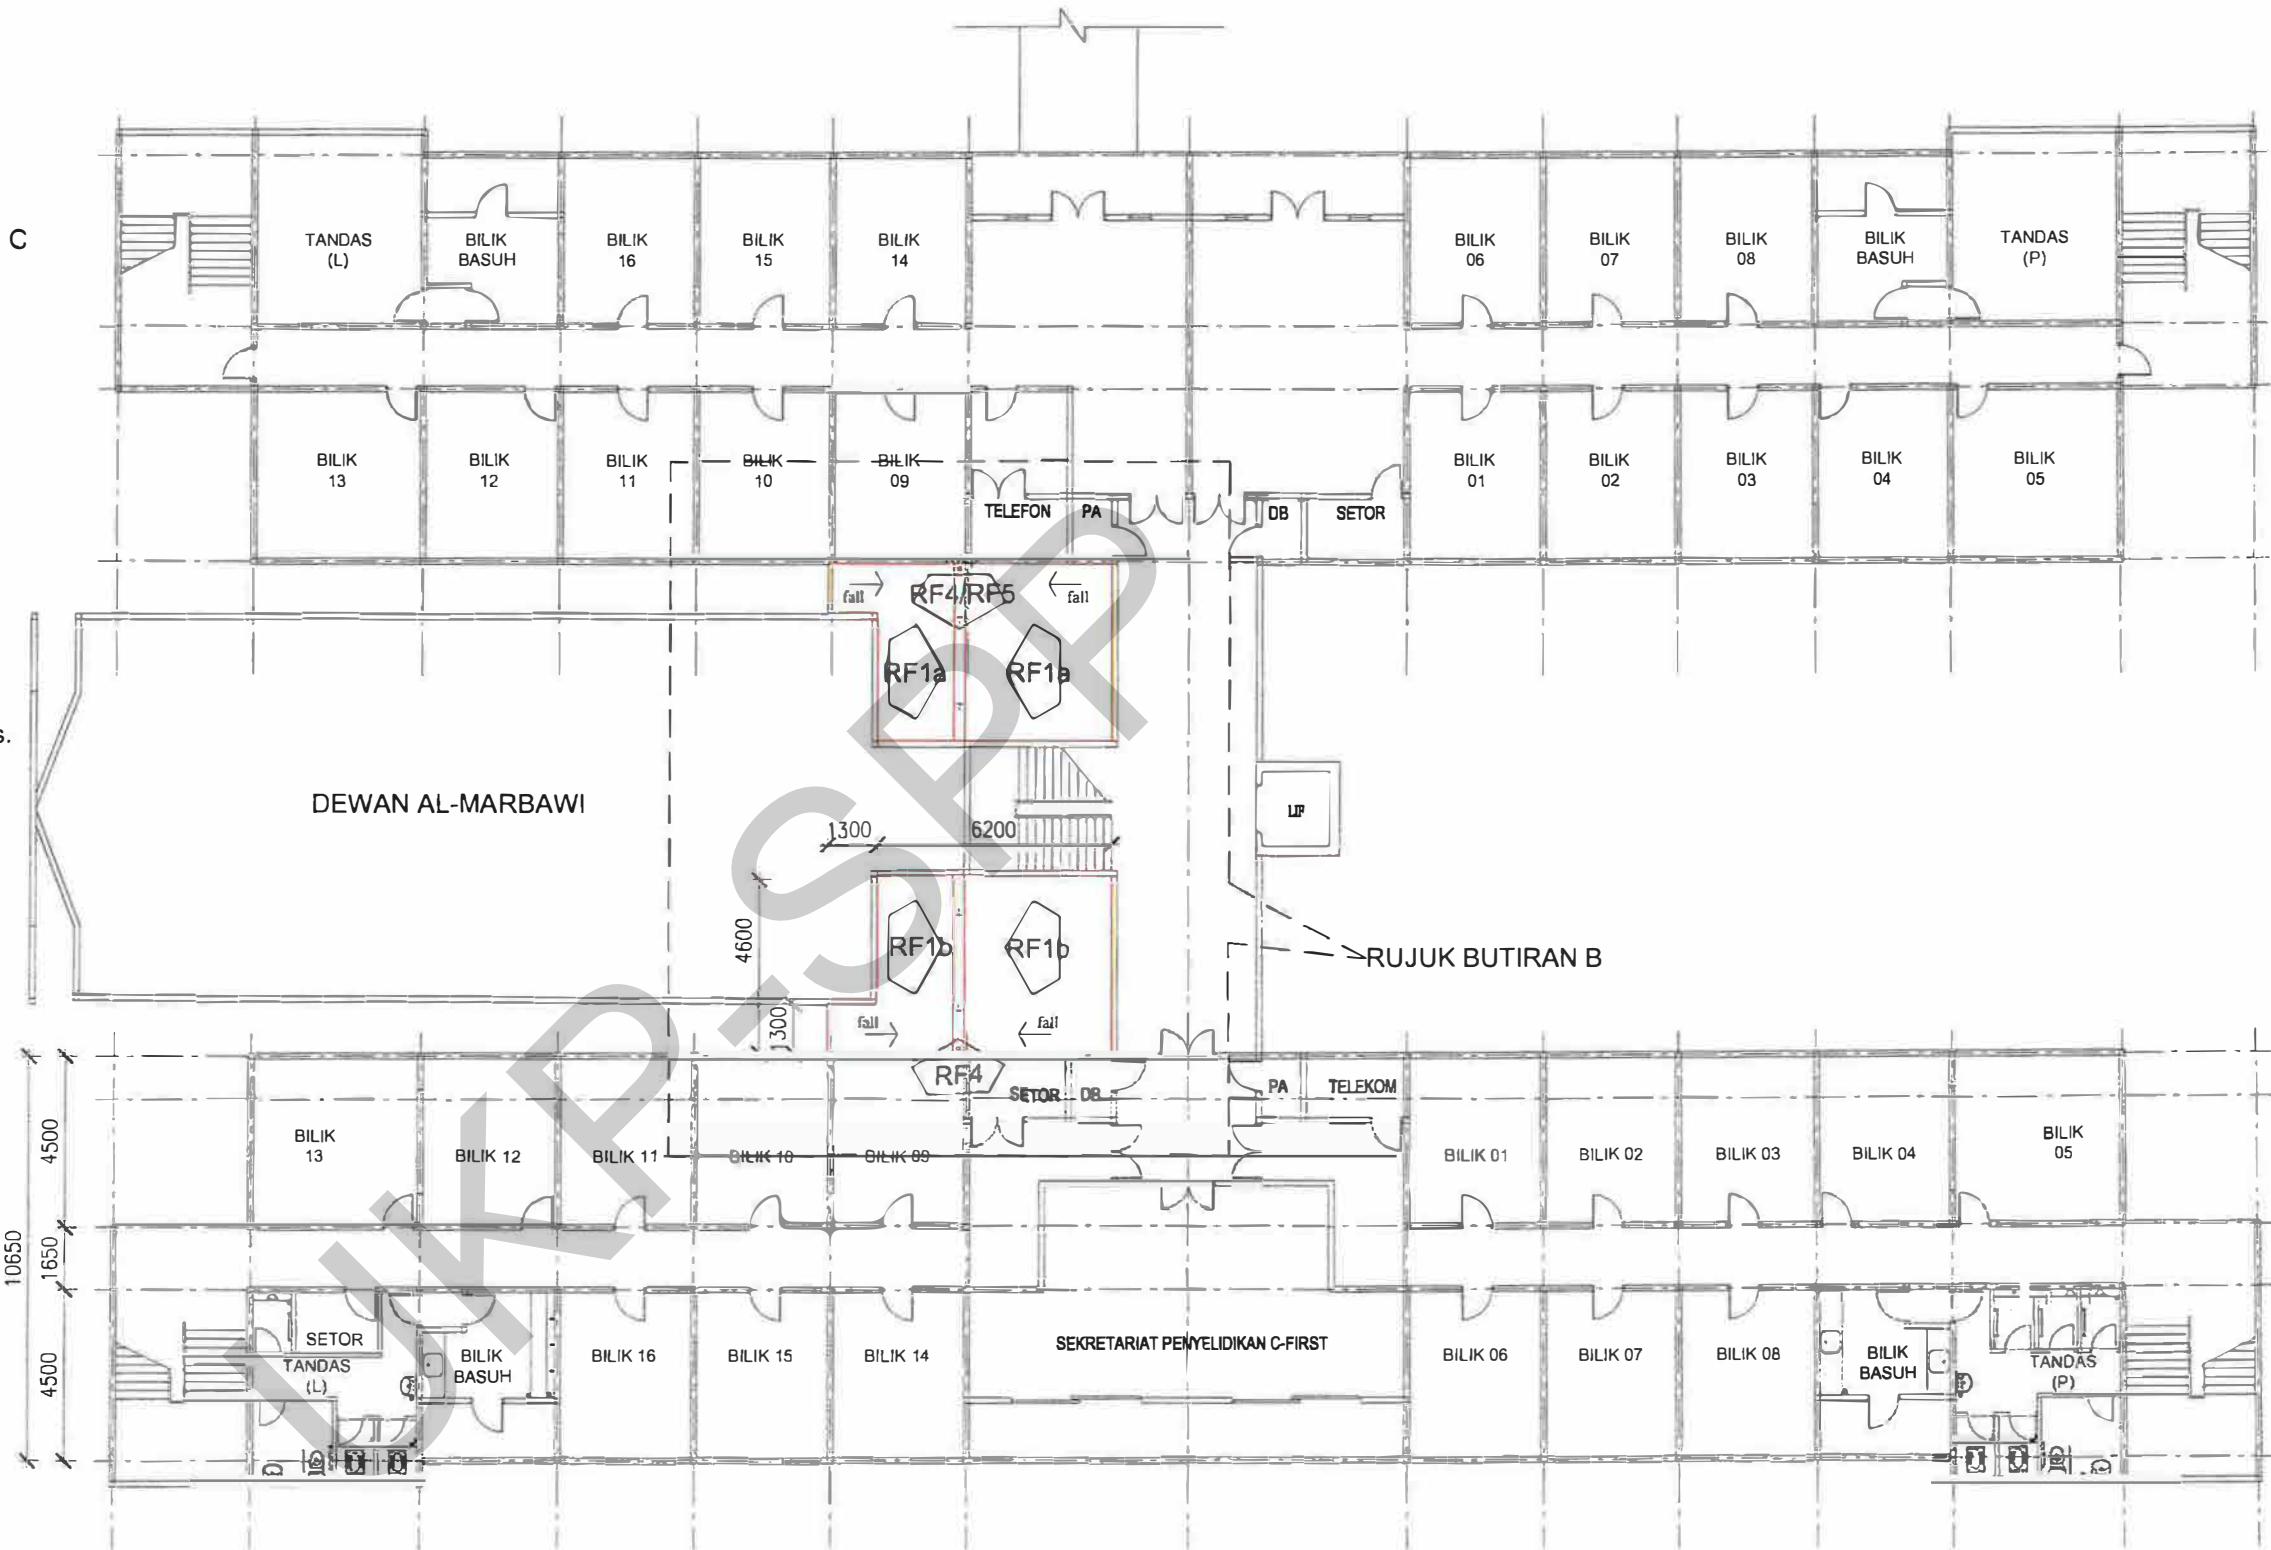 C
TANDAS
(L)
BILIK
BASUH
BILIK
16
BILIK
15
BILIK
14
BILIK
06
BILIK
07
BILIK
08
BILIK
BASUH
TANDAS
(P)
BILIK
13
BILIK
12
BILIK
11
BILIK
10
BILIK
09
BILIK
01
BILIK
02
BILIK
03
BILIK
04
BILIK
05
TELEFON
PA
DB
SETOR
fall
RF4/RF5
fall
RF1a
RF1a
s.
DEWAN AL-MARBAWI
LIF
1300
6200
4600
RF1b
RF1b
RUJUK BUTIRAN B
1300
fall
fall
RF4
SETOR
DB
PA
TELEKOM
10650
4500
1650
4500
BILIK
13
BILIK 12
BILIK 11
BILIK 10
BILIK 09
BILIK 01
BILIK 02
BILIK 03
BILIK 04
BILIK
05
SETOR
TANDAS
(L)
BILIK
BASUH
BILIK 16
BILIK 15
BILIK 14
SEKRETARIAT PENYELIDIKAN C-FIRST
BILIK 06
BILIK 07
BILIK 08
BILIK
BASUH
TANDAS
(P)
UKP-SPP